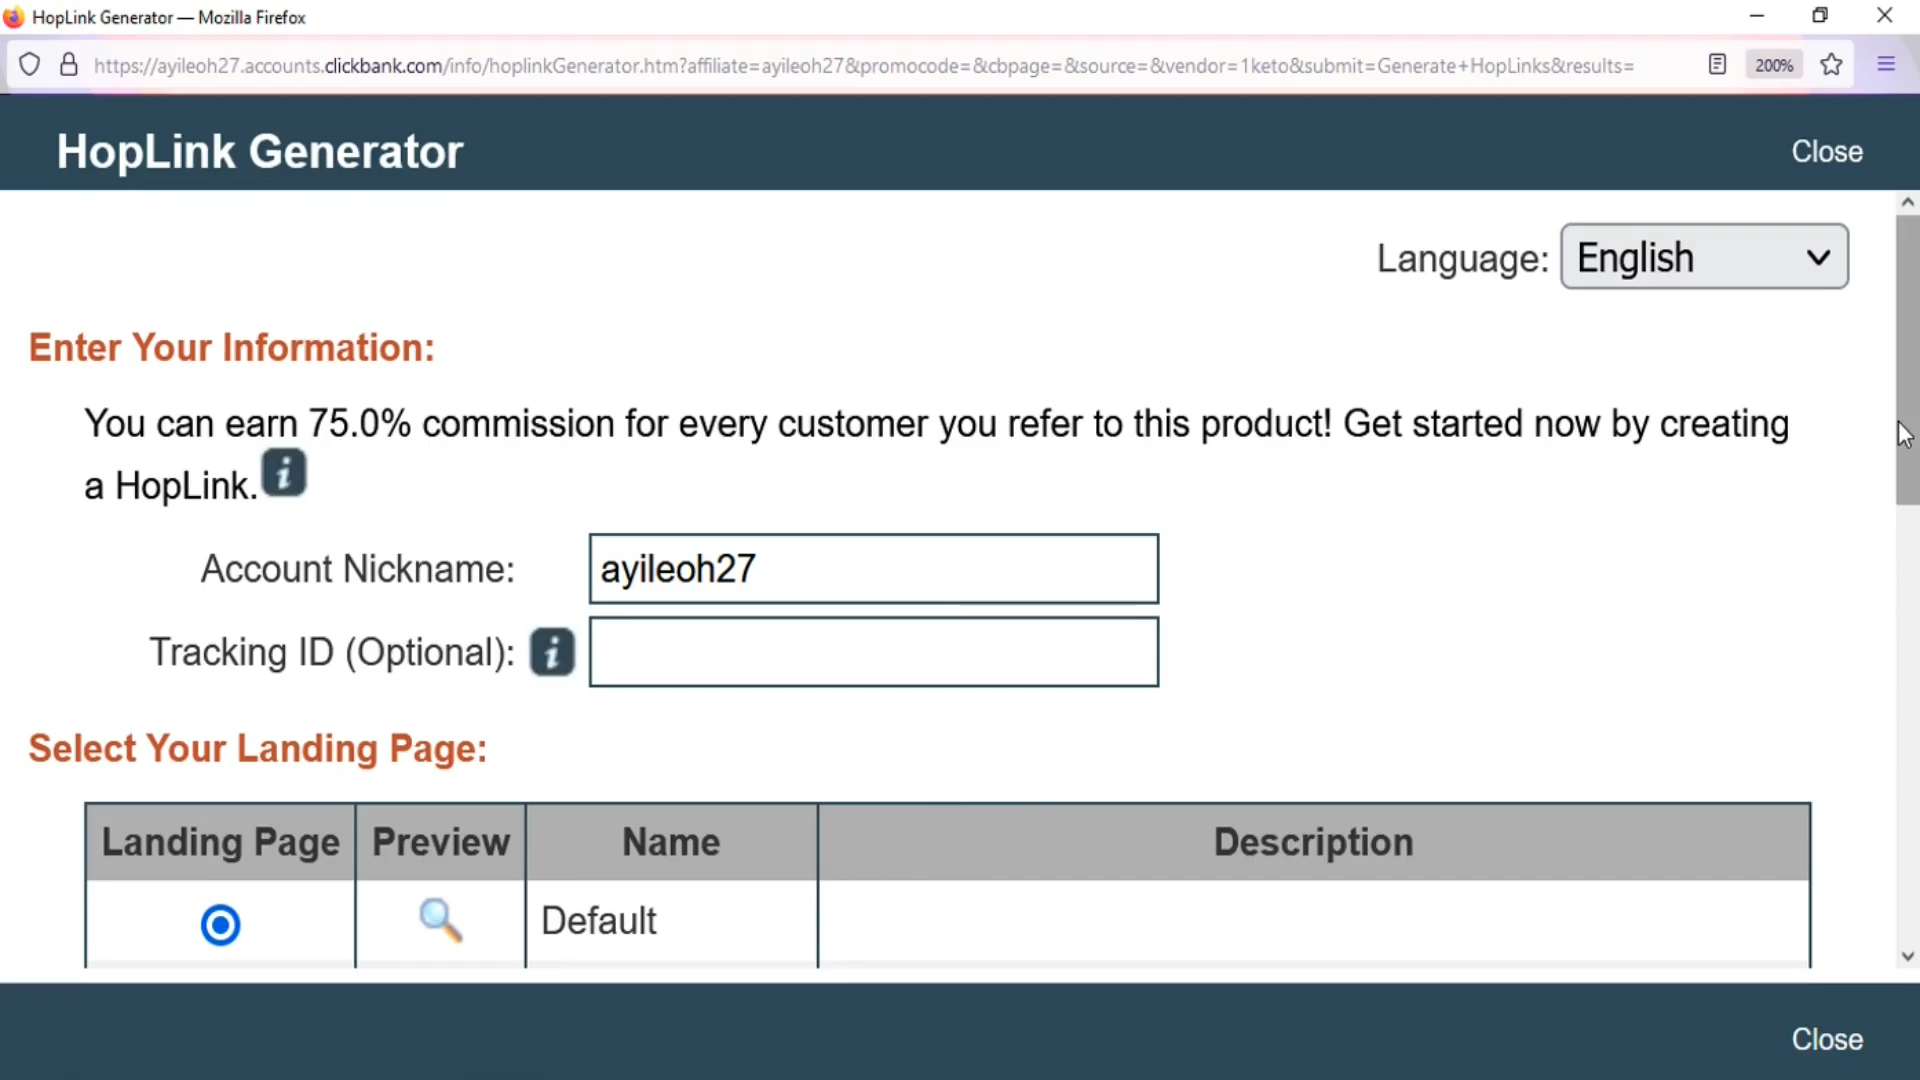 HopLink Generator — Mozilla Firefox
https://ayileoh27.accounts.clickbank.com/info/hoplinkGenerator.htm?affiliate=ayileoh27&promocode=&cbpage=&source=&vendor=1keto&submit=Generate+HopLinks&results=
200%
HopLink Generator
Close
Language: English
Enter Your Information:
You can earn 75.0% commission for every customer you refer to this product! Get started now by creating
a HopLink. i
Account Nickname: ayileoh27
Tracking ID (Optional): i
Select Your Landing Page:
Landing Page Preview Name Description
Default
Close